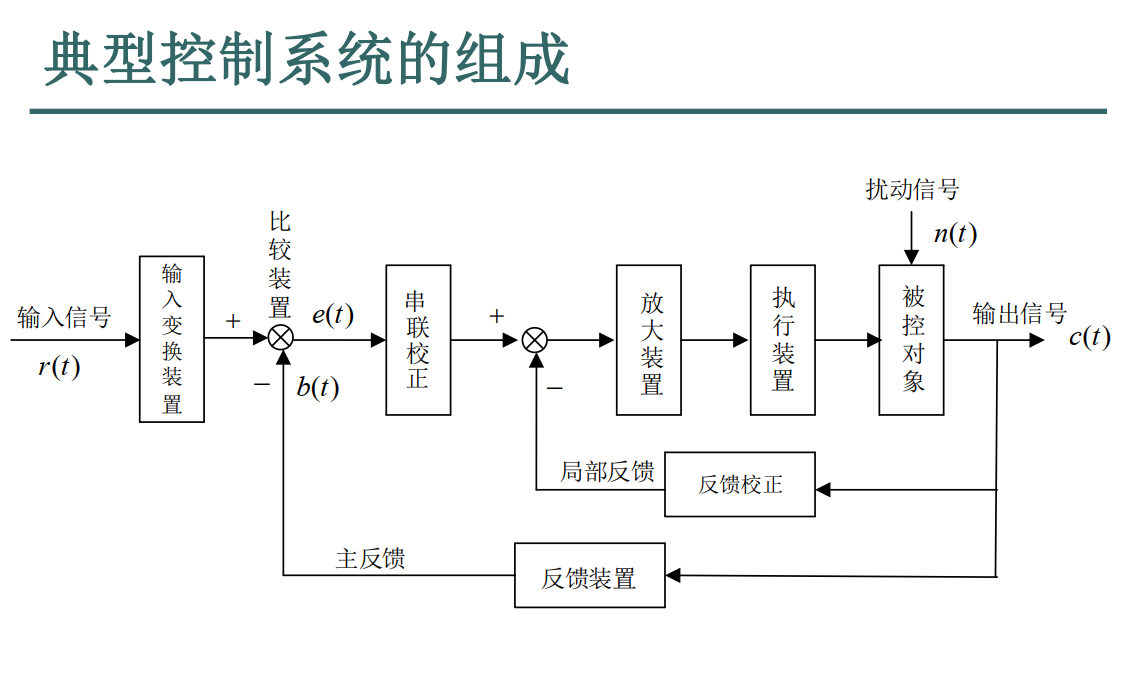 典型控制系统的组成
扰动信号
n(t)
比较装置
输入信号
r(t)
输入变换装置
+
−
e(t)
b(t)
串联校正
+
−
放大装置
执行装置
被控对象
输出信号
c(t)
局部反馈
反馈校正
主反馈
反馈装置